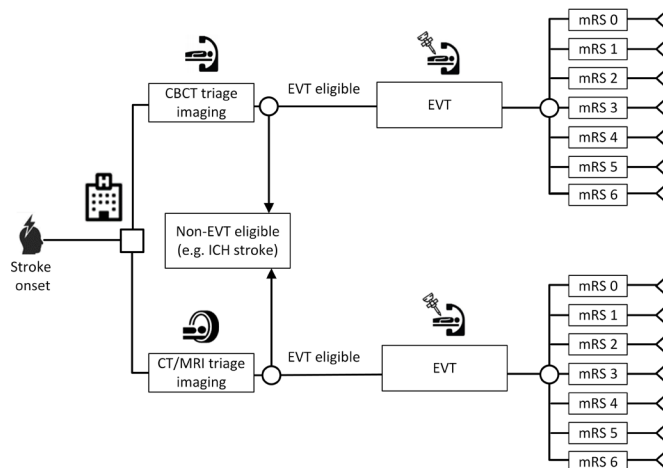 mRS 0
mRS 1
mRS 2
mRS 3
mRS 4
mRS 5
mRS 6
CBCT triage
imaging
EVT eligible
EVT
H
Non-EVT eligible
(e.g. ICH stroke)
Stroke
onset
CT/MRI triage
imaging
EVT eligible
EVT
mRS 0
mRS 1
mRS 2
mRS 3
mRS 4
mRS 5
mRS 6